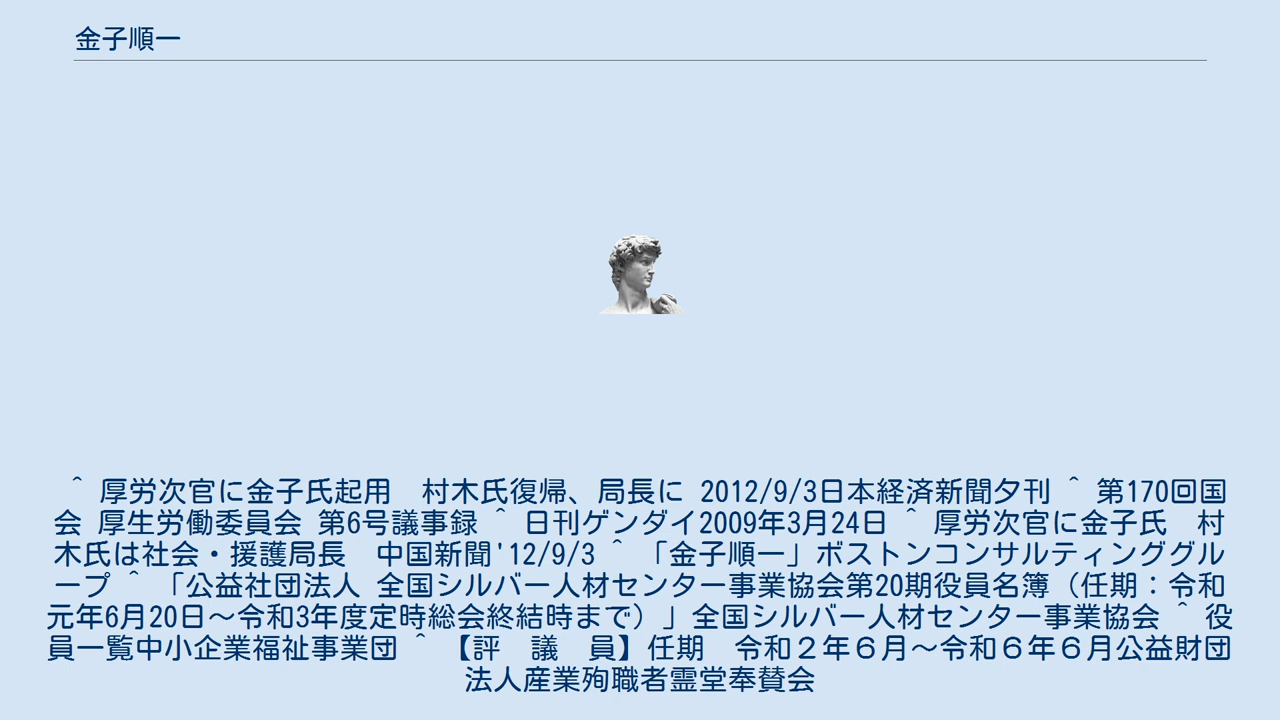 金子順一
^ 厚労次官に金子氏起用　村木氏復帰、局長に 2012/9/3日本経済新聞夕刊 ^ 第170回国
会 厚生労働委員会 第6号議事録 ^ 日刊ゲンダイ2009年3月24日 ^ 厚労次官に金子氏　村
木氏は社会・援護局長　中国新聞'12/9/3 ^ 「金子順一」ボストンコンサルティンググル
ープ ^ 「公益社団法人 全国シルバー人材センター事業協会第20期役員名簿（任期：令和
元年6月20日～令和3年度定時総会終結時まで）」全国シルバー人材センター事業協会 ^ 役
員一覧中小企業福祉事業団 ^ 【評　議　員】任期　令和２年６月～令和６年６月公益財団
法人産業殉職者霊堂奉賛会